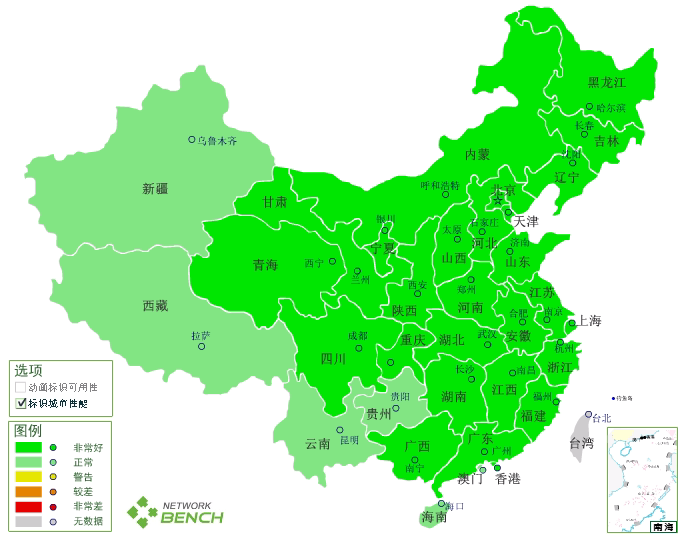 黑龙江
哈尔滨
长春
吉林
沈阳
辽宁
内蒙
呼和浩特
北京
天津
乌鲁木齐
新疆
甘肃
银川
宁夏
太原
石家庄
河北
济南
山西
山东
青海
西宁
兰州
西安
郑州
陕西
河南
江苏
合肥
南京
上海
安徽
杭州
浙江
西藏
拉萨
成都
四川
重庆
湖北
武汉
长沙
南昌
湖南
江西
福州
福建
钓鱼岛
台北
台湾
贵阳
贵州
云南
昆明
广西
南宁
广东
广州
澳门
香港
海口
海南
南海
选项
动画标识可用性
标识城市性能
图例
非常好
正常
警告
较差
非常差
无数据
NETWORK
BENCH